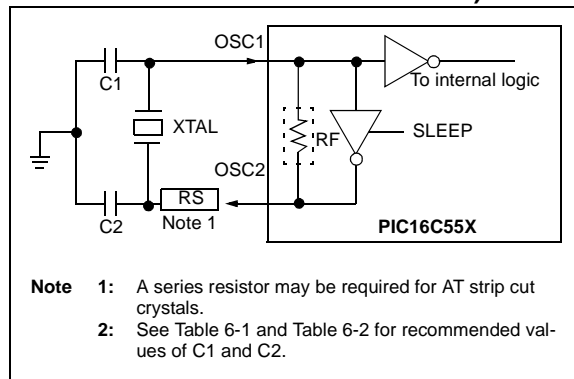 OSC1
C1
To internal logic
XTAL
RF
SLEEP
OSC2
RS
C2
Note 1
PIC16C55X
Note 1: A series resistor may be required for AT strip cut
crystals.
2: See Table 6-1 and Table 6-2 for recommended val-
ues of C1 and C2.